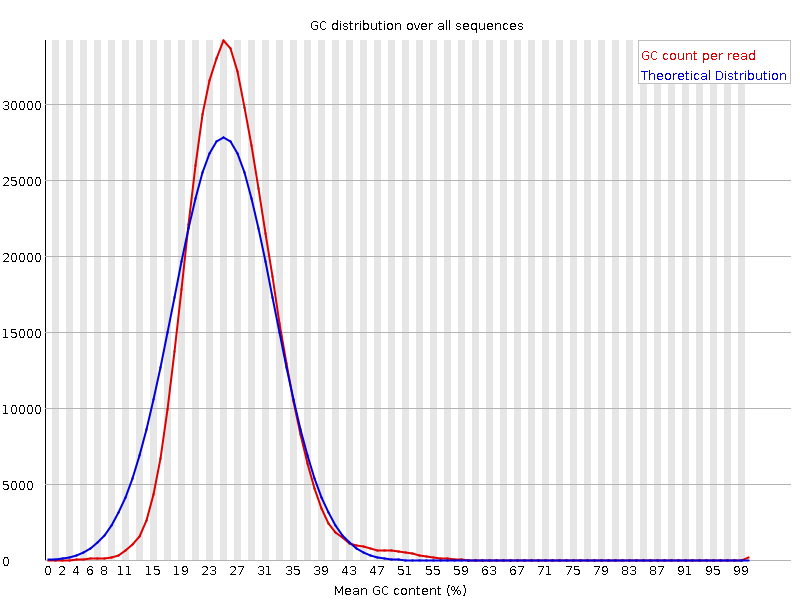 GC distribution over all sequences
GC count per read
Theoretical Distribution
30000
25000
20000
15000
10000
5000
0
0 2 4 6 8 11 15 19 23 27 31 35 39 43 47 51 55 59 63 67 71 75 79 83 87 91 95 99
Mean GC content (%)